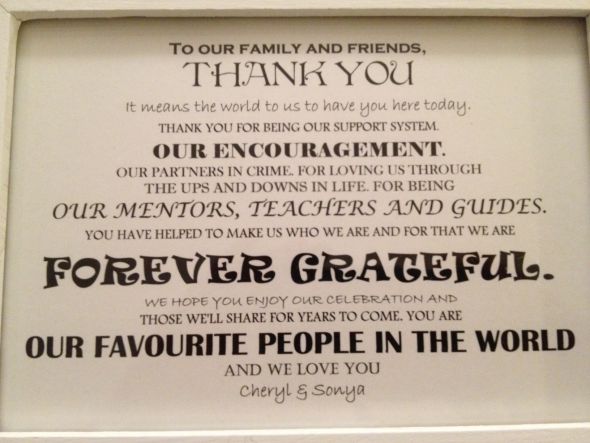 TO OUR FAMILY AND FRIENDS,
THANK YOU
It means the world to us to have you here today.
THANK YOU FOR BEING OUR SUPPORT SYSTEM.
OUR ENCOURAGEMENT.
OUR PARTNERS IN CRIME. FOR LOVING US THROUGH
THE UPS AND DOWNS IN LIFE. FOR BEING
OUR MENTORS, TEACHERS AND GUIDES.
YOU HAVE HELPED TO MAKE US WHO WE ARE AND FOR THAT WE ARE
FOREVER GRATEFUL.
WE HOPE YOU ENJOY OUR CELEBRATION AND
THOSE WE'LL SHARE FOR YEARS TO COME. YOU ARE
OUR FAVOURITE PEOPLE IN THE WORLD
AND WE LOVE YOU
Cheryl & Sonya